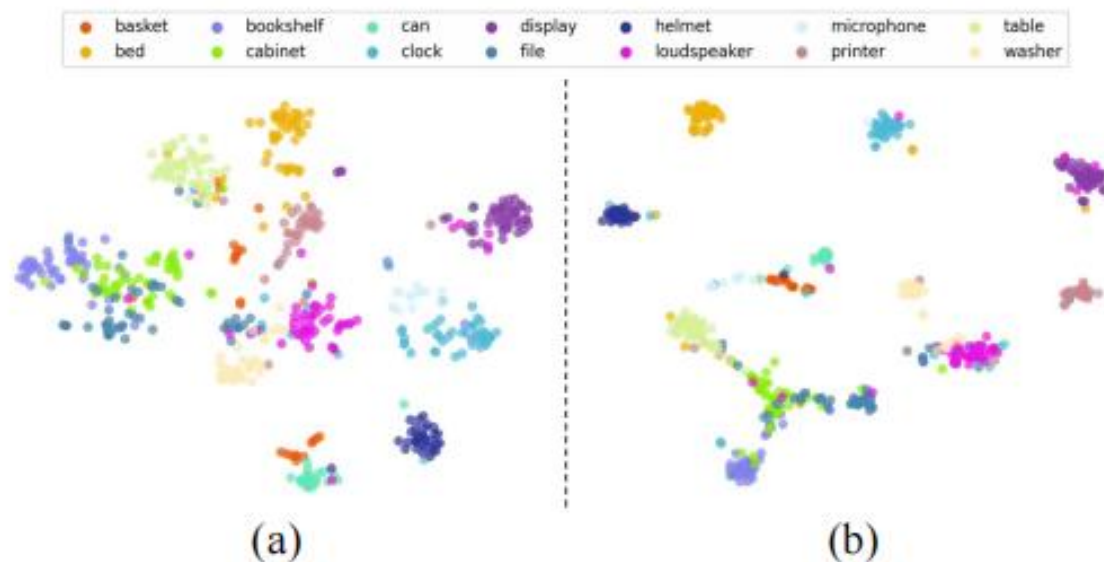 basket bookshelf can display helmet microphone table
bed cabinet clock file loudspeaker printer washer
(a) (b)